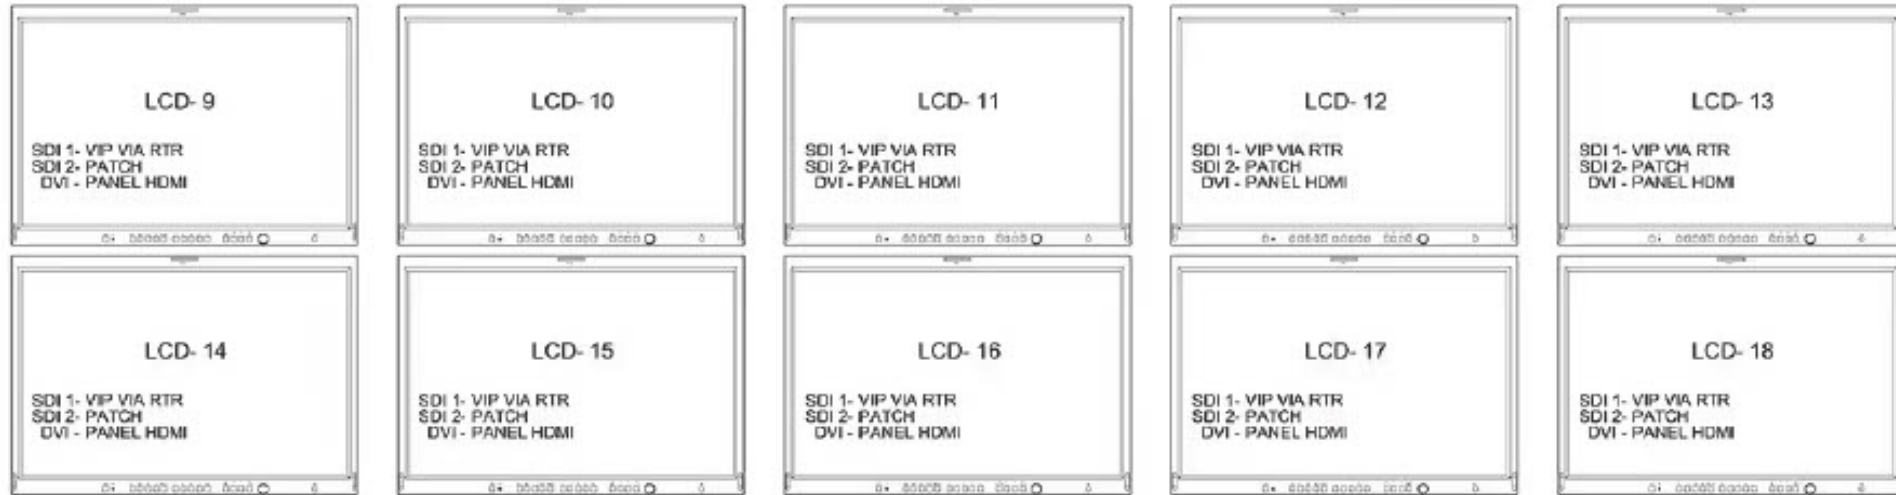 LCD- 9
SDI 1- VIP VIA RTR
SDI 2- PATCH
DVI - PANEL HDMI
LCD- 10
SDI 1- VIP VIA RTR
SDI 2- PATCH
DVI - PANEL HDMI
LCD- 11
SDI 1- VIP VIA RTR
SDI 2- PATCH
DVI - PANEL HDMI
LCD- 12
SDI 1- VIP VIA RTR
SDI 2- PATCH
DVI - PANEL HDMI
LCD- 13
SDI 1- VIP VIA RTR
SDI 2- PATCH
DVI - PANEL HDMI
LCD- 14
SDI 1- VIP VIA RTR
SDI 2- PATCH
DVI - PANEL HDMI
LCD- 15
SDI 1- VIP VIA RTR
SDI 2- PATCH
DVI - PANEL HDMI
LCD- 16
SDI 1- VIP VIA RTR
SDI 2- PATCH
DVI - PANEL HDMI
LCD- 17
SDI 1- VIP VIA RTR
SDI 2- PATCH
DVI - PANEL HDMI
LCD- 18
SDI 1- VIP VIA RTR
SDI 2- PATCH
DVI - PANEL HDMI